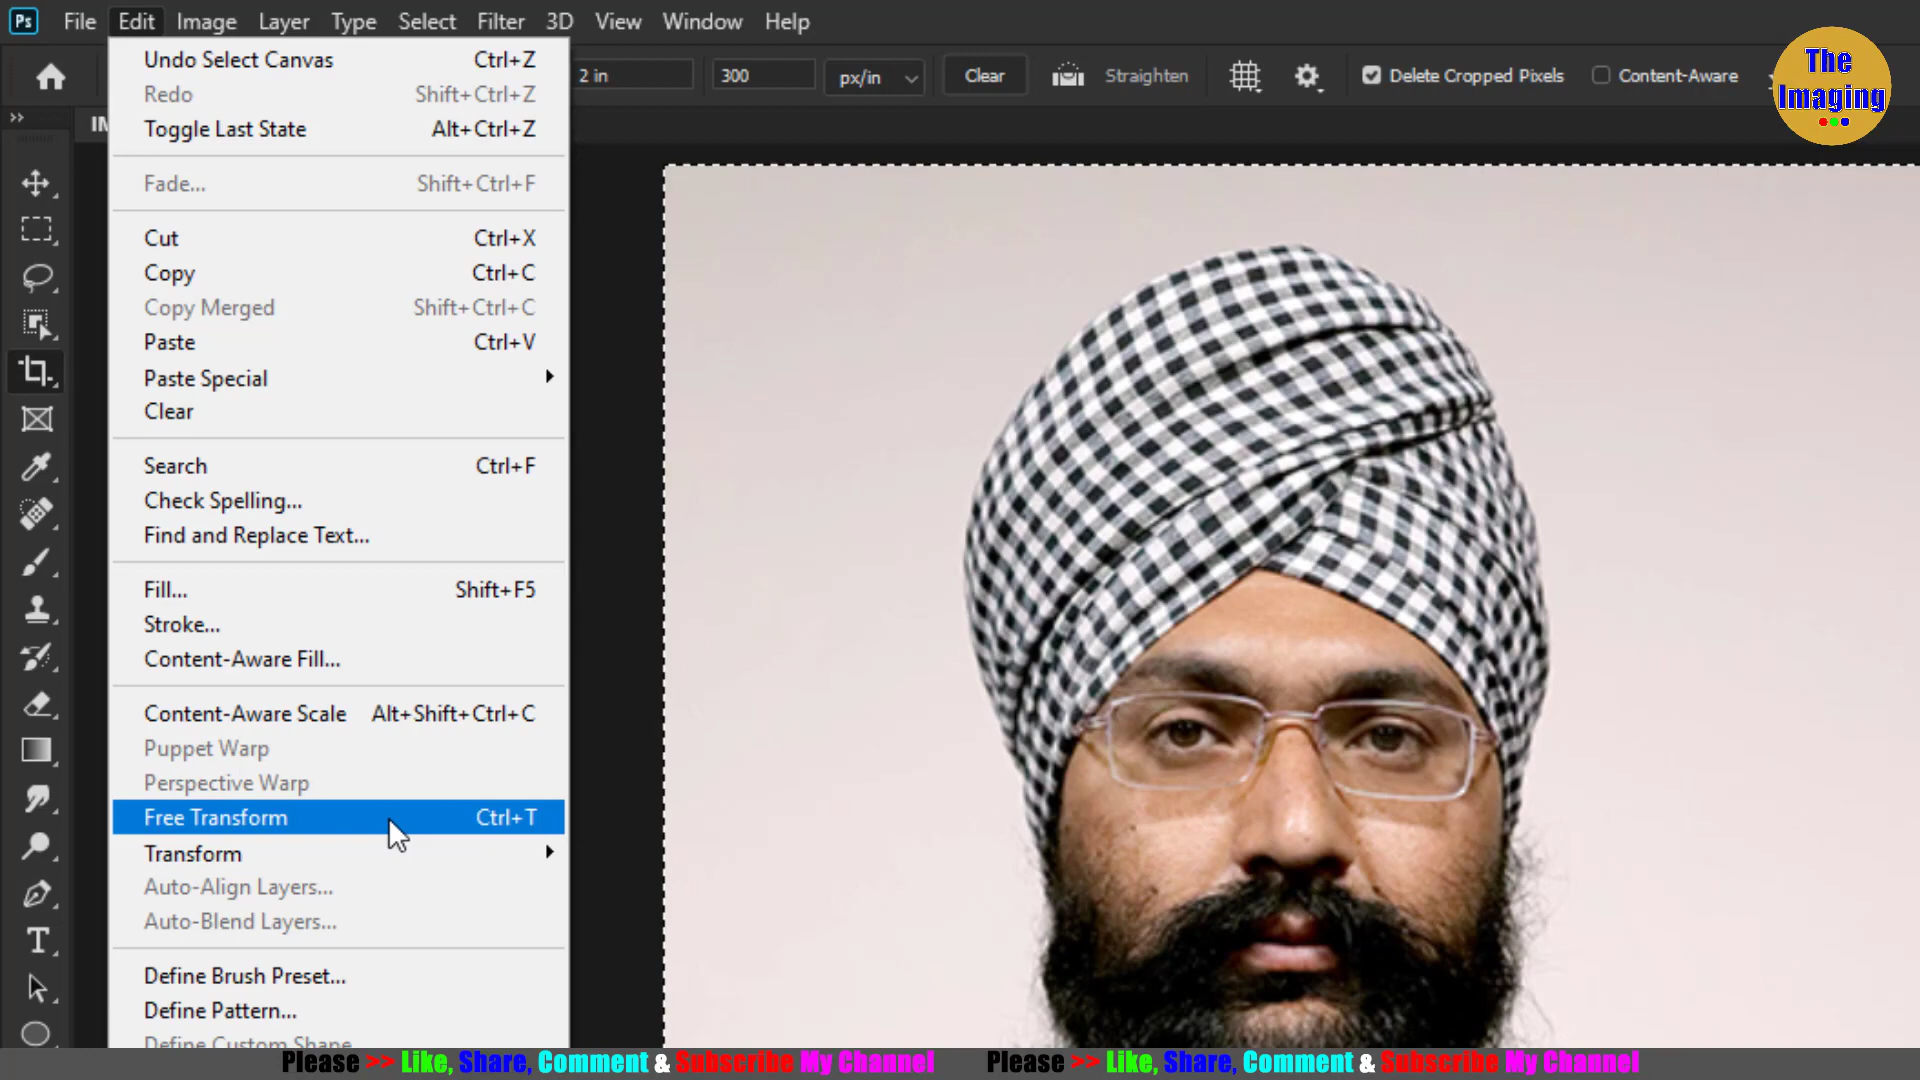 Ps File Edit Image Layer Type Select Filter 3D View Window Help
2 in 300 px/in Clear Straighten Delete Cropped Pixels Content-Aware
The
Imaging
IM
Undo Select Canvas Ctrl+Z
Redo Shift+Ctrl+Z
Toggle Last State Alt+Ctrl+Z
Fade... Shift+Ctrl+F
Cut Ctrl+X
Copy Ctrl+C
Copy Merged Shift+Ctrl+C
Paste Ctrl+V
Paste Special
Clear
Search Ctrl+F
Check Spelling...
Find and Replace Text...
Fill... Shift+F5
Stroke...
Content-Aware Fill...
Content-Aware Scale Alt+Shift+Ctrl+C
Puppet Warp
Perspective Warp
Free Transform Ctrl+T
Transform
Auto-Align Layers...
Auto-Blend Layers...
Define Brush Preset...
Define Pattern...
Define Custom Shape
Please >> Like, Share, Comment & Subscribe My Channel Please >> Like, Share, Comment & Subscribe My Channel